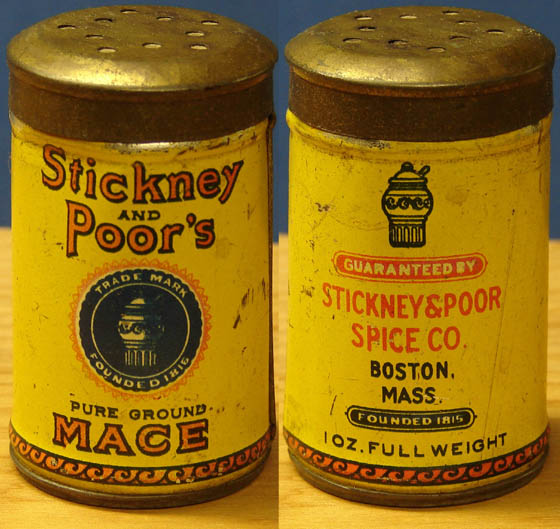 Stickney
AND
Poor's
TRADE MARK
FOUNDED 1815
PURE GROUND
MACE
GUARANTEED BY
STICKNEY & POOR
SPICE CO.
BOSTON,
MASS.
FOUNDED 1815
1 OZ. FULL WEIGHT